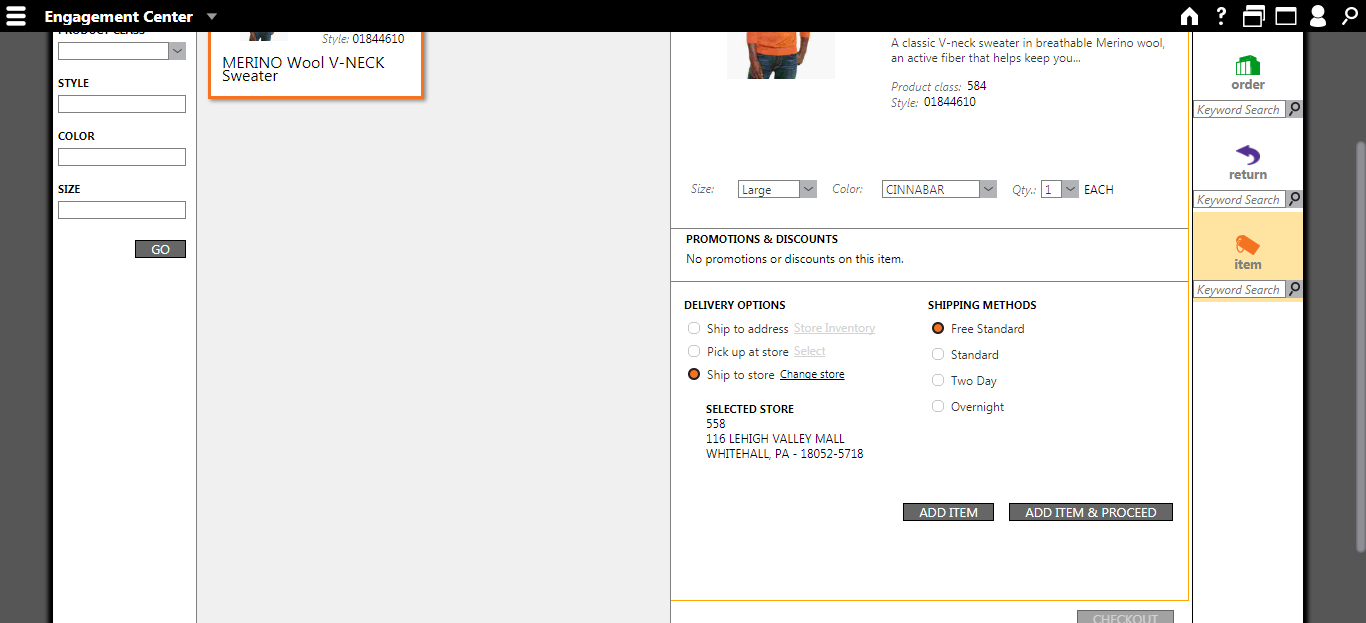 Engagement Center
PRODUCT CLASS
STYLE
COLOR
SIZE
GO
Style: 01844610
MERINO Wool V-NECK
Sweater
A classic V-neck sweater in breathable Merino wool,
an active fiber that helps keep you...
Product class: 584
Style: 01844610
Size: Large Color: CINNABAR Qty.: 1 EACH
PROMOTIONS & DISCOUNTS
No promotions or discounts on this item.
DELIVERY OPTIONS
Ship to address Store Inventory
Pick up at store Select
Ship to store Change store
SELECTED STORE
558
116 LEHIGH VALLEY MALL
WHITEHALL, PA - 18052-5718
SHIPPING METHODS
Free Standard
Standard
Two Day
Overnight
ADD ITEM
ADD ITEM & PROCEED
CHECKOUT
order
Keyword Search
return
Keyword Search
item
Keyword Search